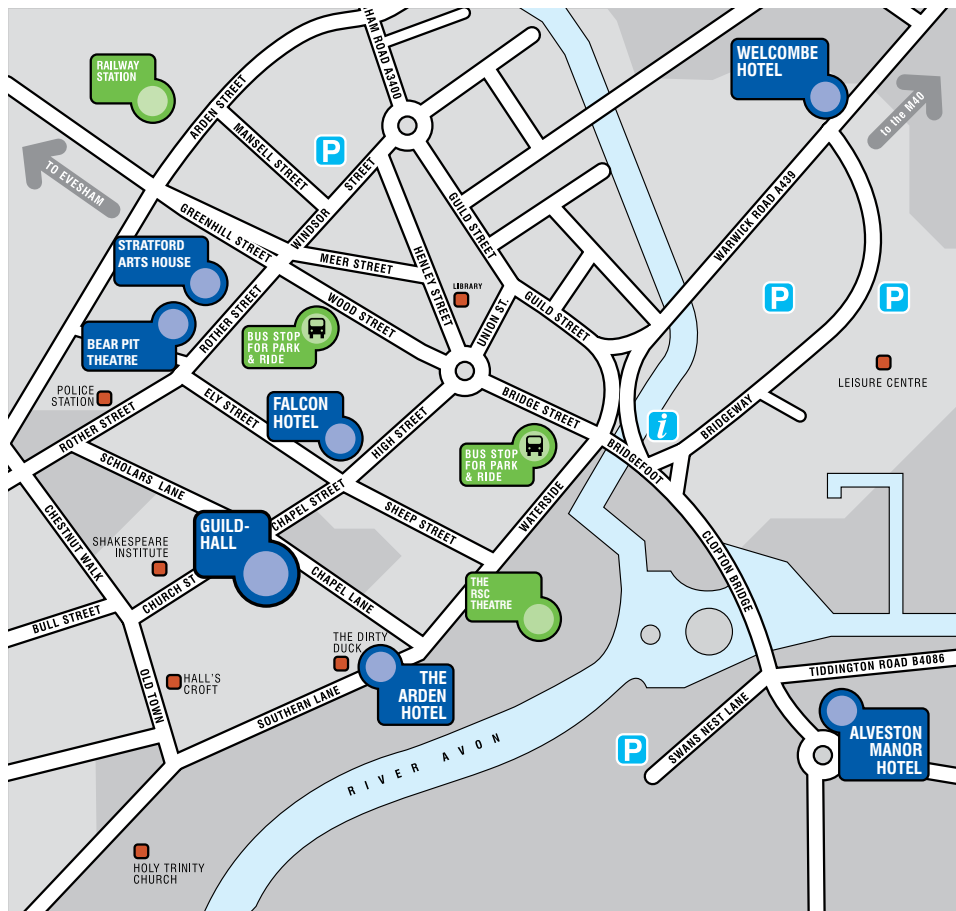 HAM ROAD A3400
RAILWAY
STATION
WELCOMBE
HOTEL
ARDEN STREET
to the M40
MANSELL STREET
P
TO EVESHAM
WINDSOR STREET
GREENHILL STREET
GUILD STREET
WARWICK ROAD A439
STRATFORD
ARTS HOUSE
MEER STREET
HENLEY STREET
LIBRARY
P
P
WOOD STREET
UNION ST.
GUILD STREET
ROTHER STREET
BEAR PIT
THEATRE
BUS STOP
FOR PARK
& RIDE
LEISURE CENTRE
POLICE
STATION
ELY STREET
FALCON
HOTEL
HIGH STREET
BRIDGE STREET
i
BRIDGEWAY
ROTHER STREET
BRIDGEFOOT
BUS STOP
FOR PARK
& RIDE
SCHOLARS LANE
CHAPEL STREET
SHEEP STREET
WATERSIDE
CHESTNUT WALK
GUILD-
HALL
SHAKESPEARE
INSTITUTE
CLOPTON BRIDGE
CHURCH ST
CHAPEL LANE
THE
RSC
THEATRE
BULL STREET
THE DIRTY
DUCK
OLD TOWN
HALL'S
CROFT
SOUTHERN LANE
THE
ARDEN
HOTEL
TIDDINGTON ROAD B4086
SWANS NEST LANE
RIVER AVON
P
ALVESTON
MANOR
HOTEL
HOLY TRINITY
CHURCH